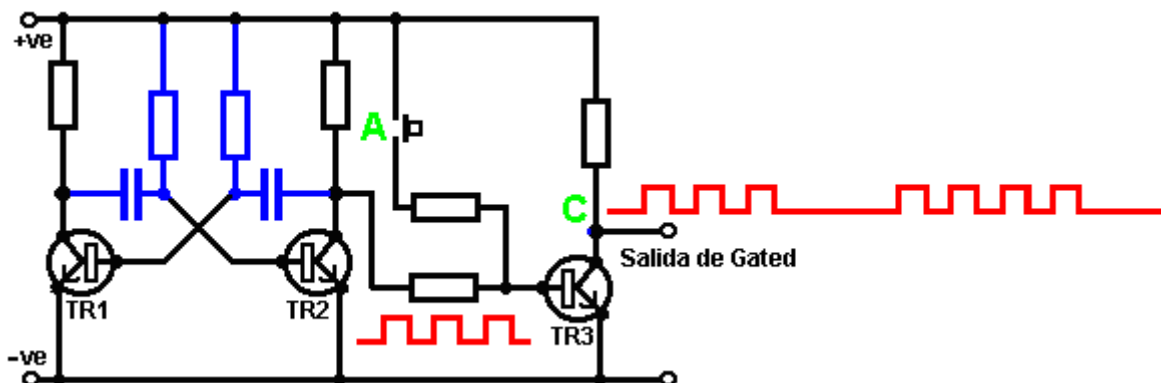 +ve
A
C
Salida de Gated
TR1
TR2
TR3
-ve